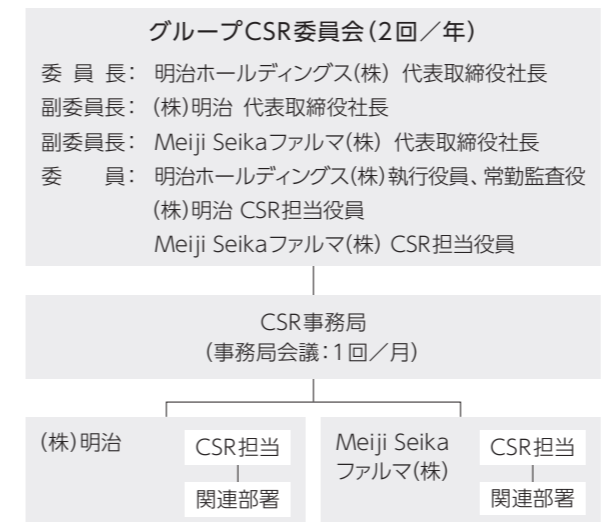 グループCSR委員会(2回／年)
委員長: 明治ホールディングス(株) 代表取締役社長
副委員長: (株)明治 代表取締役社長
副委員長: Meiji Seikaファルマ(株) 代表取締役社長
委員: 明治ホールディングス(株)執行役員、常勤監査役
(株)明治 CSR担当役員
Meiji Seikaファルマ(株) CSR担当役員
CSR事務局
(事務局会議:1回／月)
(株)明治
CSR担当
関連部署
Meiji Seika
ファルマ(株)
CSR担当
関連部署